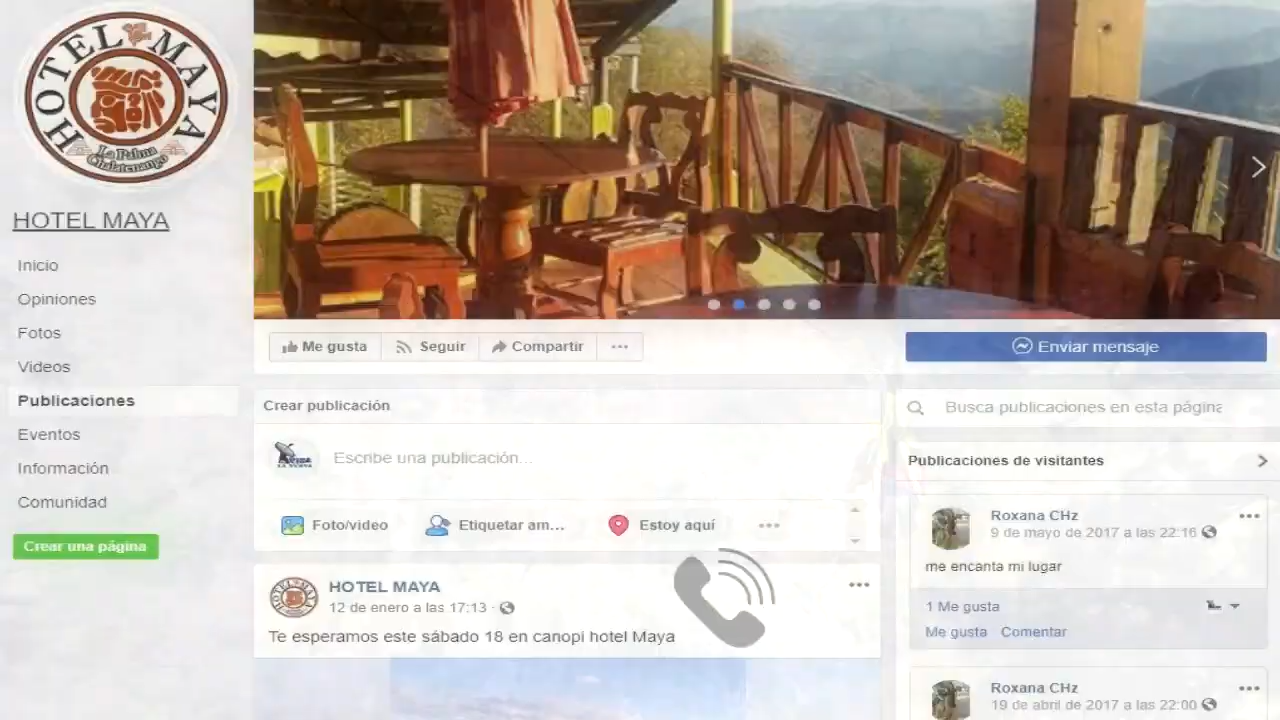 HOTEL MAYA
La Palma
Chalatenango
HOTEL MAYA
Inicio
Opiniones
Fotos
Videos
Publicaciones
Eventos
Información
Comunidad
Crear una página
Me gusta
Seguir
Compartir
Enviar mensaje
Crear publicación
Escribe una publicación...
Foto/video
Etiquetar am...
Estoy aquí
HOTEL MAYA
12 de enero a las 17:13 ·
Te esperamos este sábado 18 en canopi hotel Maya
Busca publicaciones en esta página
Publicaciones de visitantes
Roxana CHz
9 de mayo de 2017 a las 22:16
me encanta mi lugar
1 Me gusta
Me gusta Comentar
Roxana CHz
19 de abril de 2017 a las 22:00